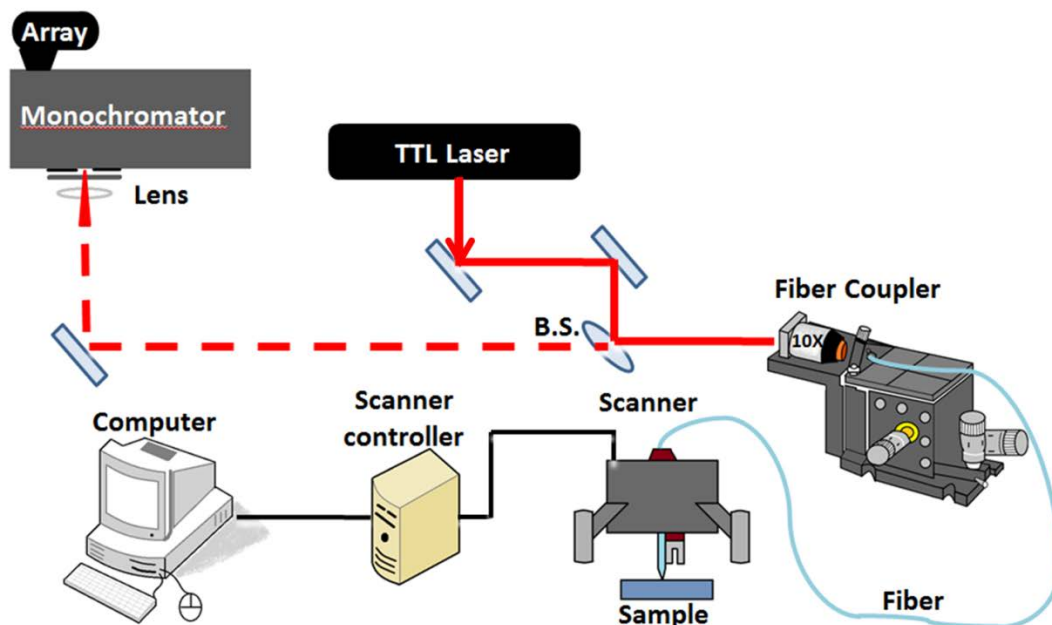 Array
Monochromator
Lens
TTL Laser
B.S.
Fiber Coupler
10X
Computer
Scanner
controller
Scanner
Sample
Fiber